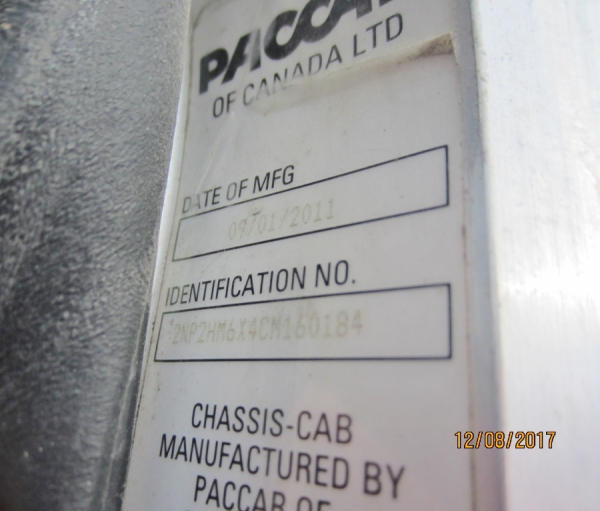 PACCAR
OF CANADA LTD
DATE OF MFG
09/01/2011
IDENTIFICATION NO.
2NP2HM6X4CM160184
CHASSIS-CAB
MANUFACTURED BY
PACCAR OF
12/08/2017